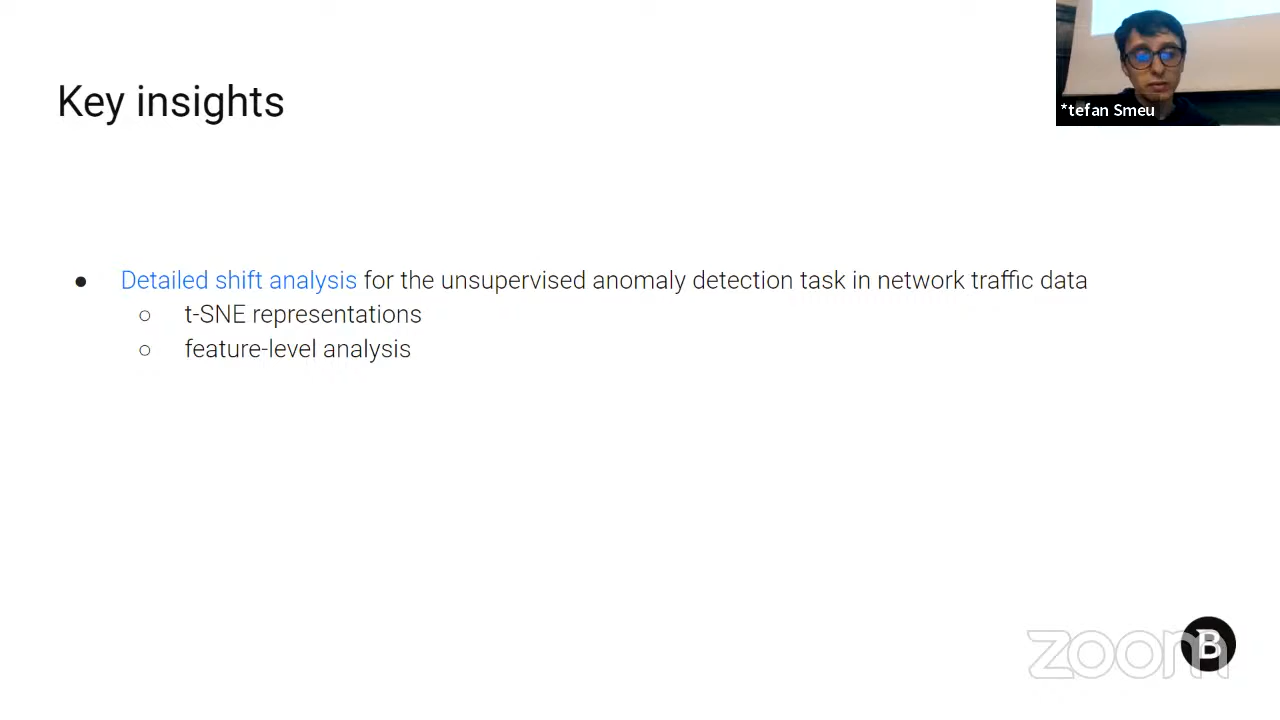 Key insights
*tefan Smeu
● Detailed shift analysis for the unsupervised anomaly detection task in network traffic data
○ t-SNE representations
○ feature-level analysis
zoom
B